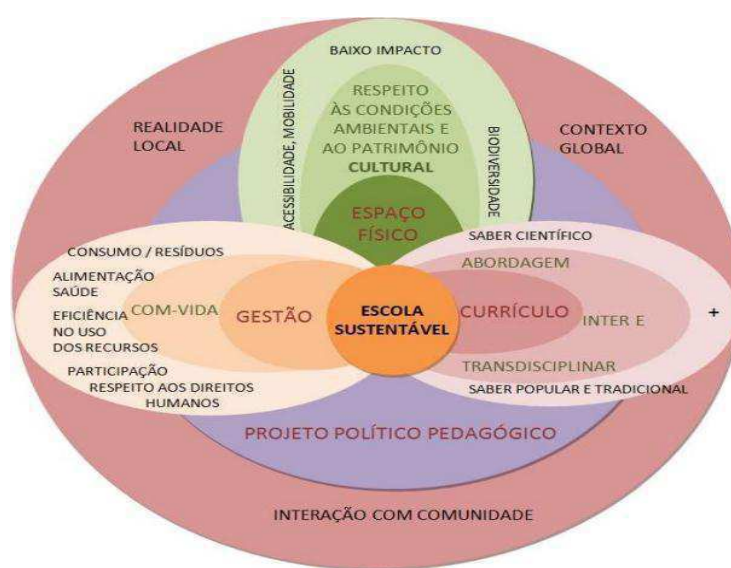 BAIXO IMPACTO
ACESSIBILIDADE, MOBILIDADE
RESPEITO
ÀS CONDIÇÕES
AMBIENTAIS E
AO PATRIMÔNIO
CULTURAL
BIODIVERSIDADE
REALIDADE
LOCAL
CONTEXTO
GLOBAL
ESPAÇO
FÍSICO
CONSUMO / RESÍDUOS
ALIMENTAÇÃO
SAÚDE
EFICIÊNCIA
NO USO
DOS RECURSOS
PARTICIPAÇÃO
RESPEITO AOS DIREITOS
HUMANOS
COM-VIDA
GESTÃO
ESCOLA
SUSTENTÁVEL
CURRÍCULO
SABER CIENTÍFICO
ABORDAGEM
INTER E
TRANSDISCIPLINAR
+
SABER POPULAR E TRADICIONAL
PROJETO POLÍTICO PEDAGÓGICO
INTERAÇÃO COM COMUNIDADE